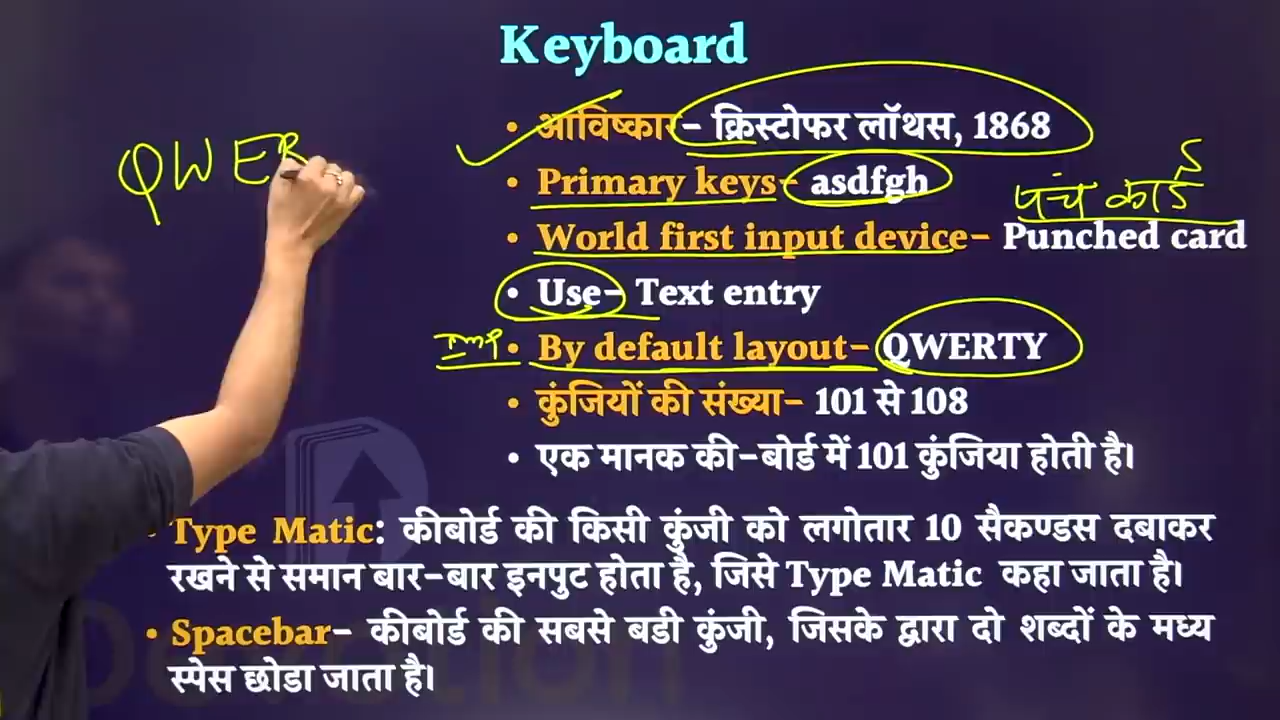 Keyboard
• आविष्कार- क्रिस्टोफर लॉथस, 1868
QWER
• Primary keys- asdfgh
पंच कार्ड
• World first input device- Punched card
• Use- Text entry
Imp • By default layout- QWERTY
• कुंजियों की संख्या- 101 से 108
• एक मानक की-बोर्ड में 101 कुंजिया होती है।
• Type Matic: कीबोर्ड की किसी कुंजी को लगोतार 10 सैकण्डस दबाकर
रखने से समान बार-बार इनपुट होता है, जिसे Type Matic कहा जाता है।
• Spacebar- कीबोर्ड की सबसे बडी कुंजी, जिसके द्वारा दो शब्दों के मध्य
स्पेस छोडा जाता है।